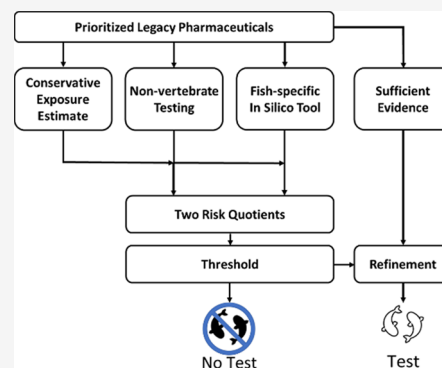 Prioritized Legacy Pharmaceuticals
Conservative
Exposure
Estimate
Non-vertebrate
Testing
Fish-specific
In Silico Tool
Sufficient
Evidence
Two Risk Quotients
Threshold
Refinement
No Test
Test